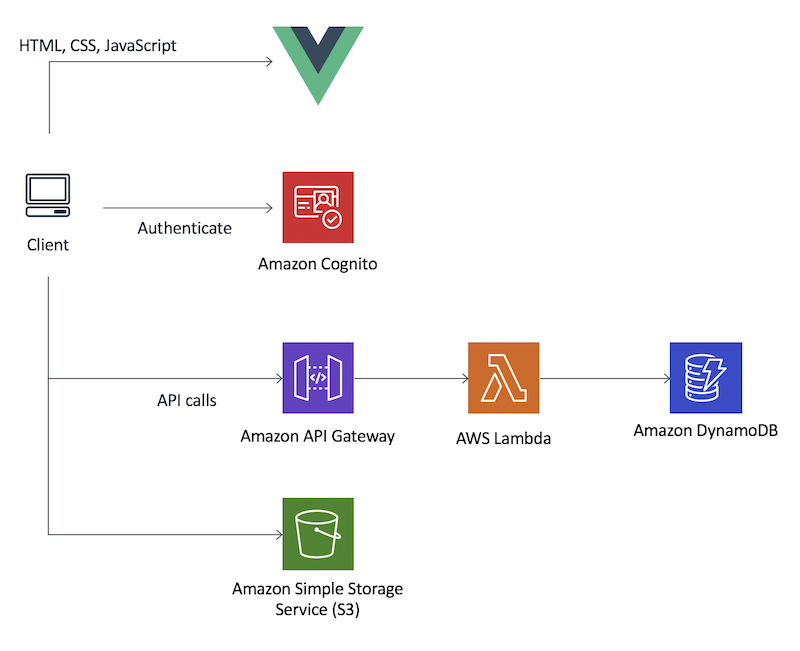 HTML, CSS, JavaScript
Client
Authenticate
Amazon Cognito
API calls
Amazon API Gateway
AWS Lambda
Amazon DynamoDB
Amazon Simple Storage
Service (S3)